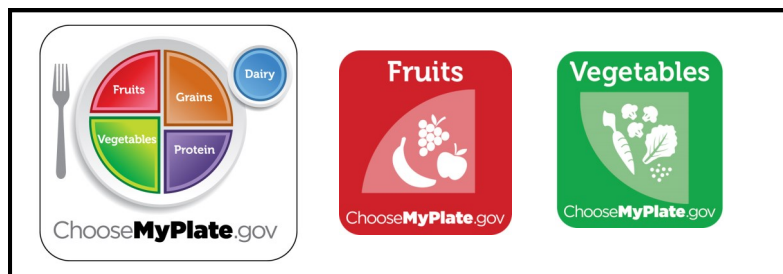 Dairy
Fruits
Grains
Vegetables
Protein
ChooseMyPlate.gov
Fruits
ChooseMyPlate.gov
Vegetables
ChooseMyPlate.gov